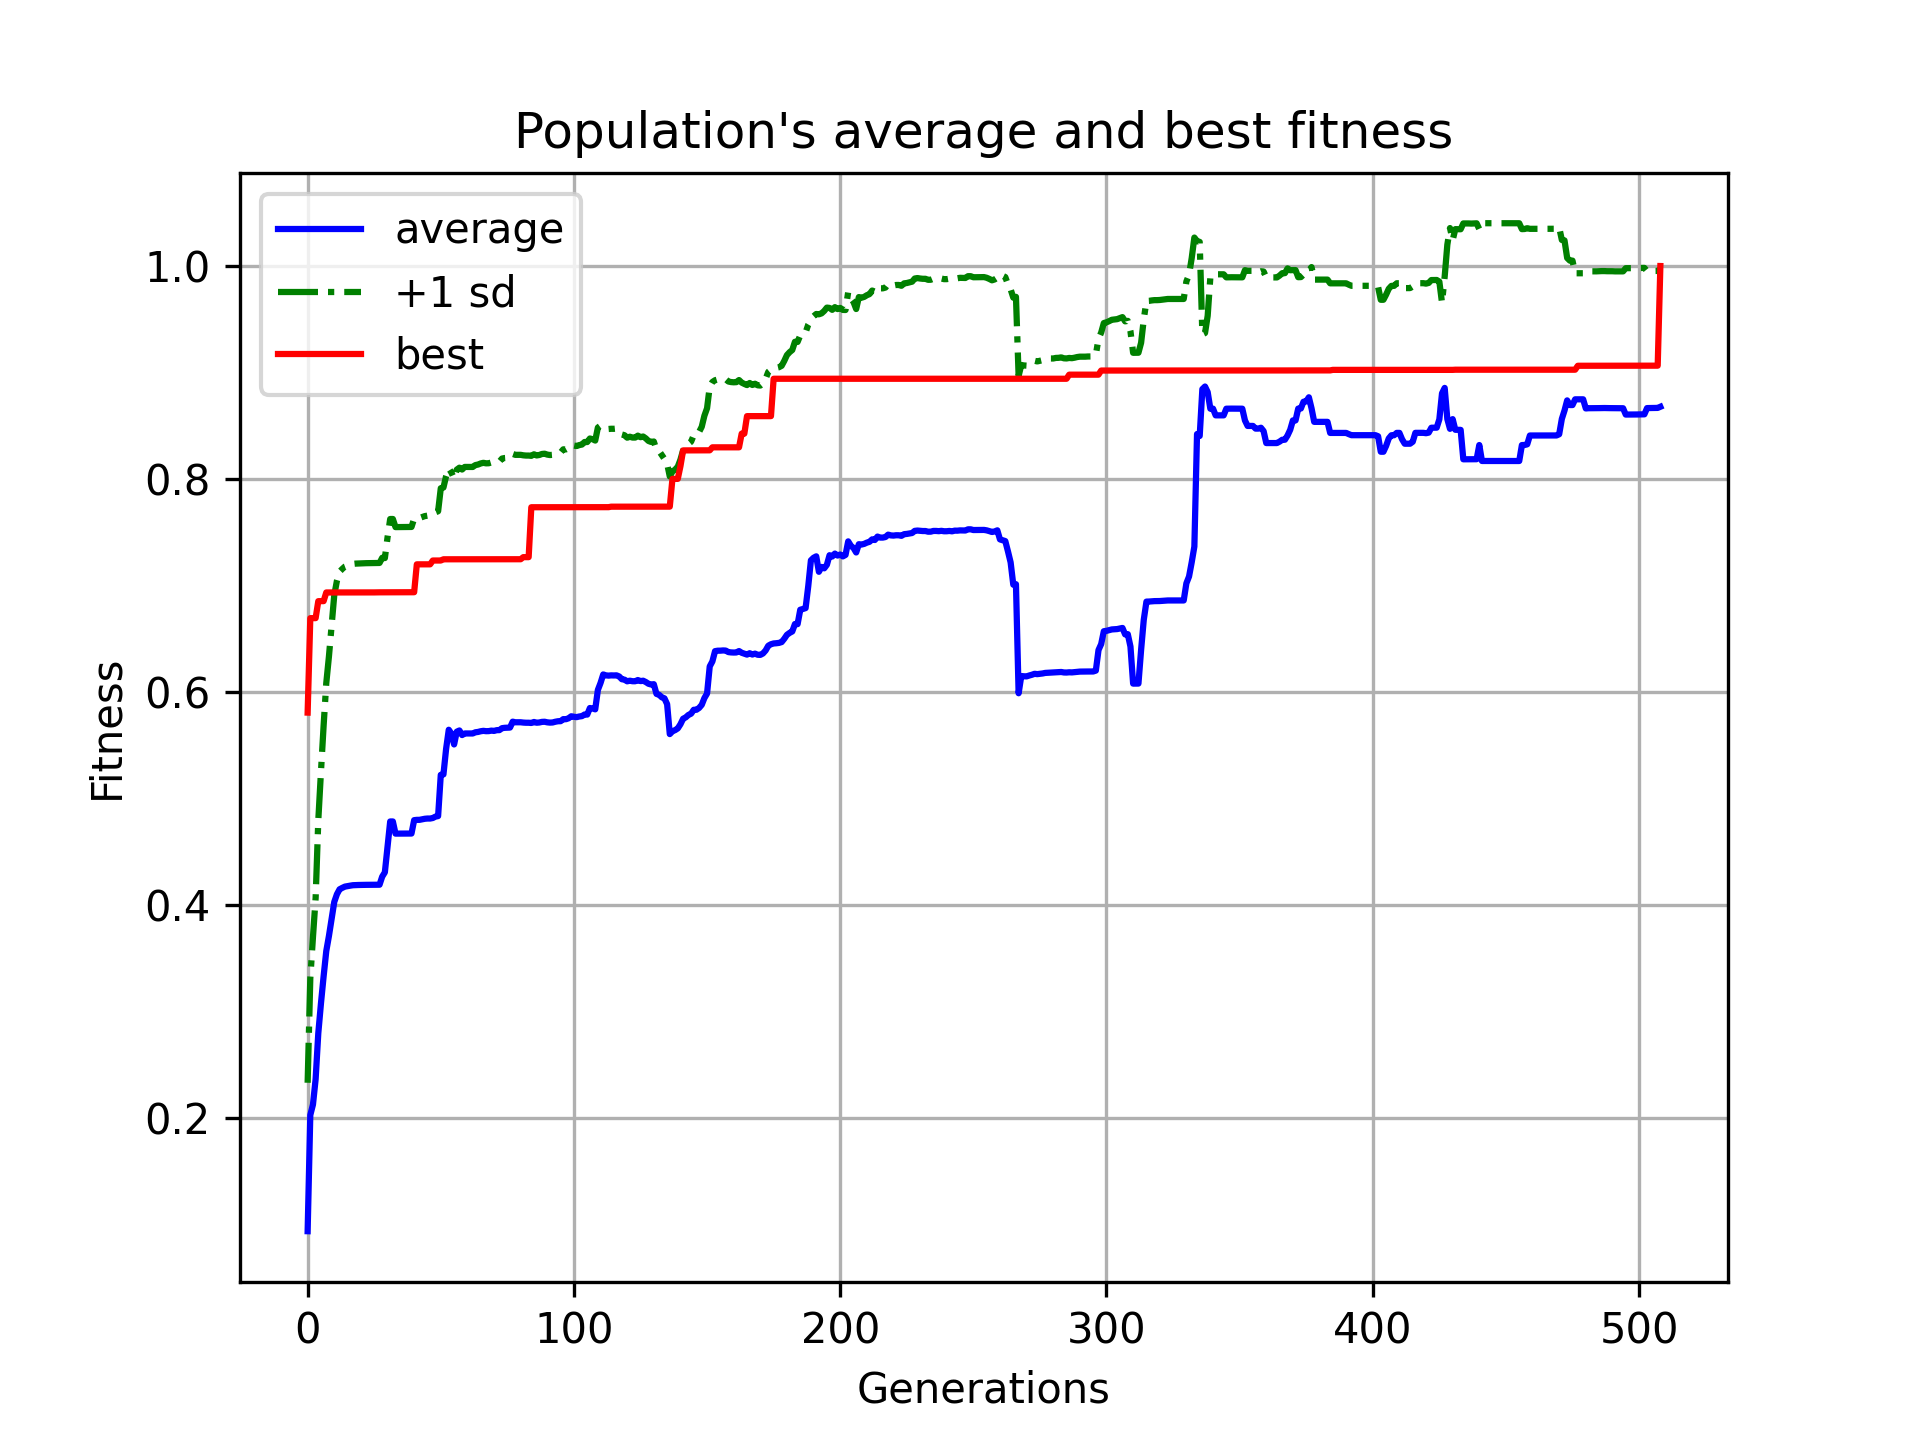 Population's average and best fitness
average
+1 sd
best
1.0
0.8
0.6
0.4
0.2
Fitness
0 100 200 300 400 500
Generations